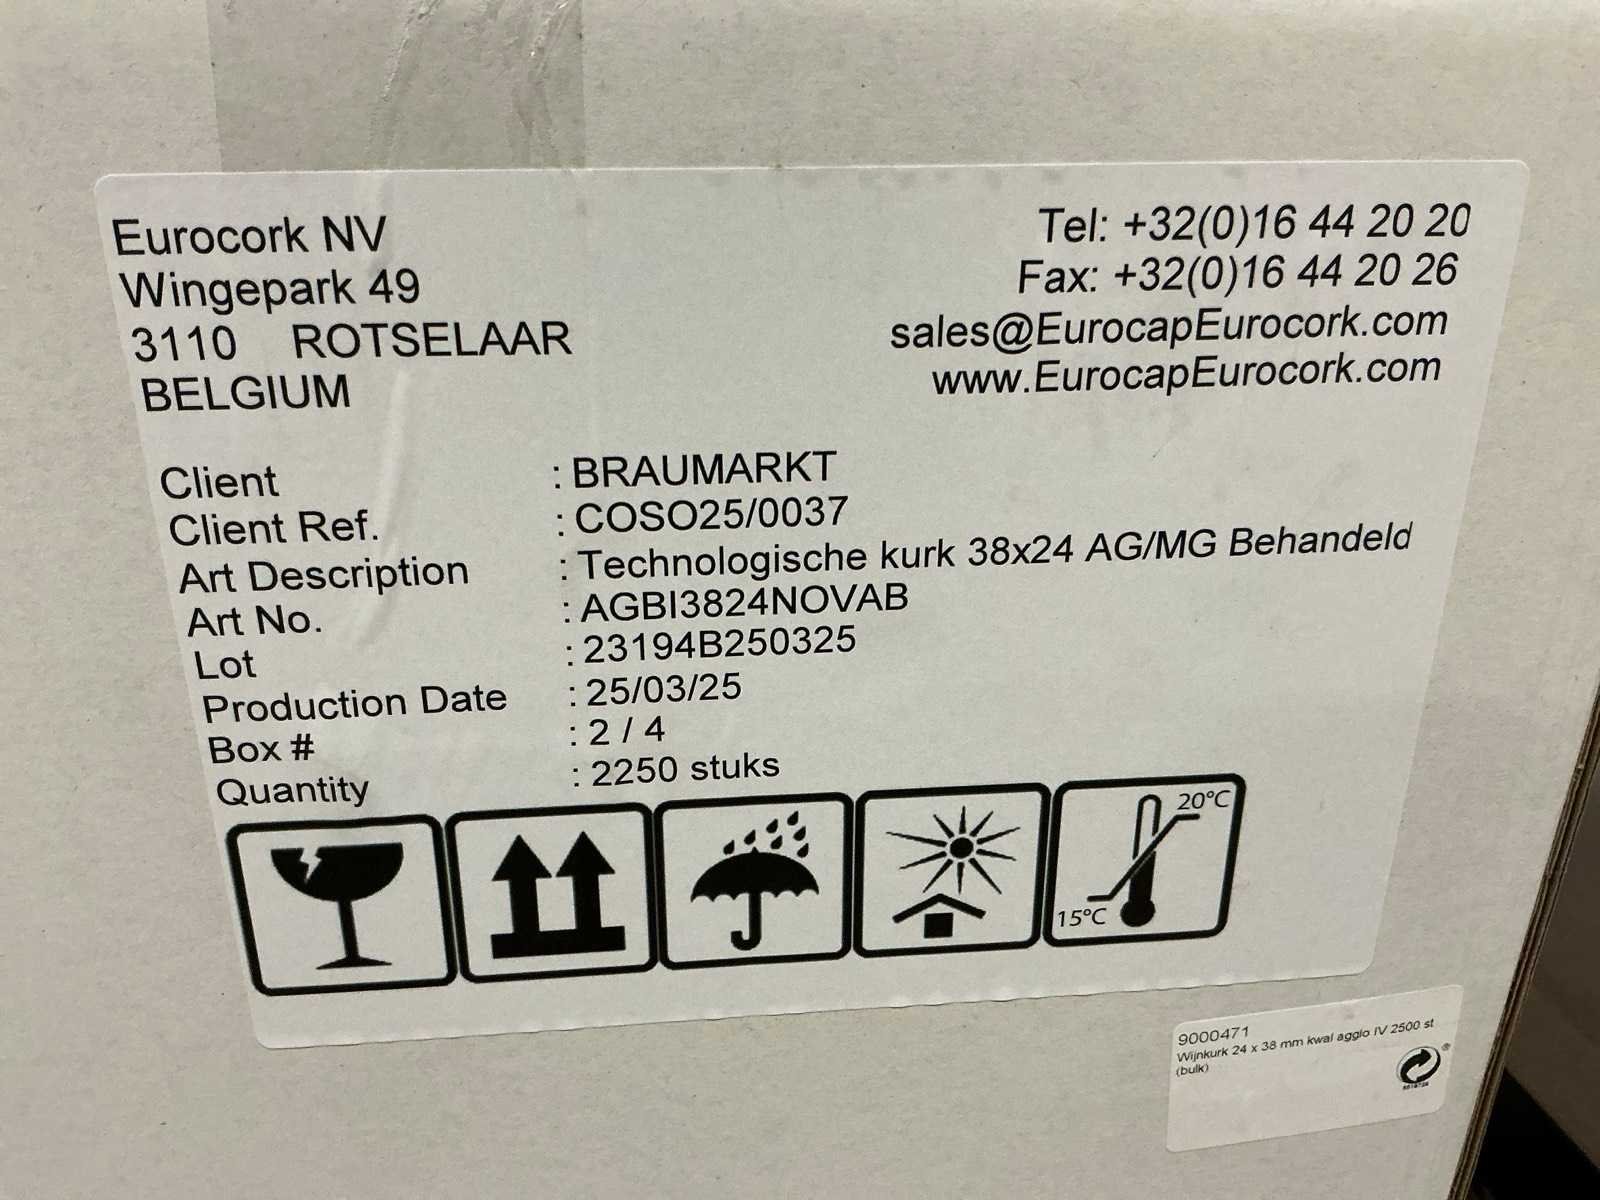 Eurocork NV
Wingepark 49
3110 ROTSELAAR
BELGIUM
Tel: +32(0)16 44 20 20
Fax: +32(0)16 44 20 26
sales@EurocapEurocork.com
www.EurocapEurocork.com
Client : BRAUMARKT
Client Ref. : COSO25/0037
Art Description : Technologische kurk 38x24 AG/MG Behandeld
Art No. : AGBI3824NOVAB
Lot : 23194B250325
Production Date : 25/03/25
Box # : 2 / 4
Quantity : 2250 stuks
20°C
15°C
9000471
Wijnkurk 24 x 38 mm kwal agglo IV 2500 st
(bulk)